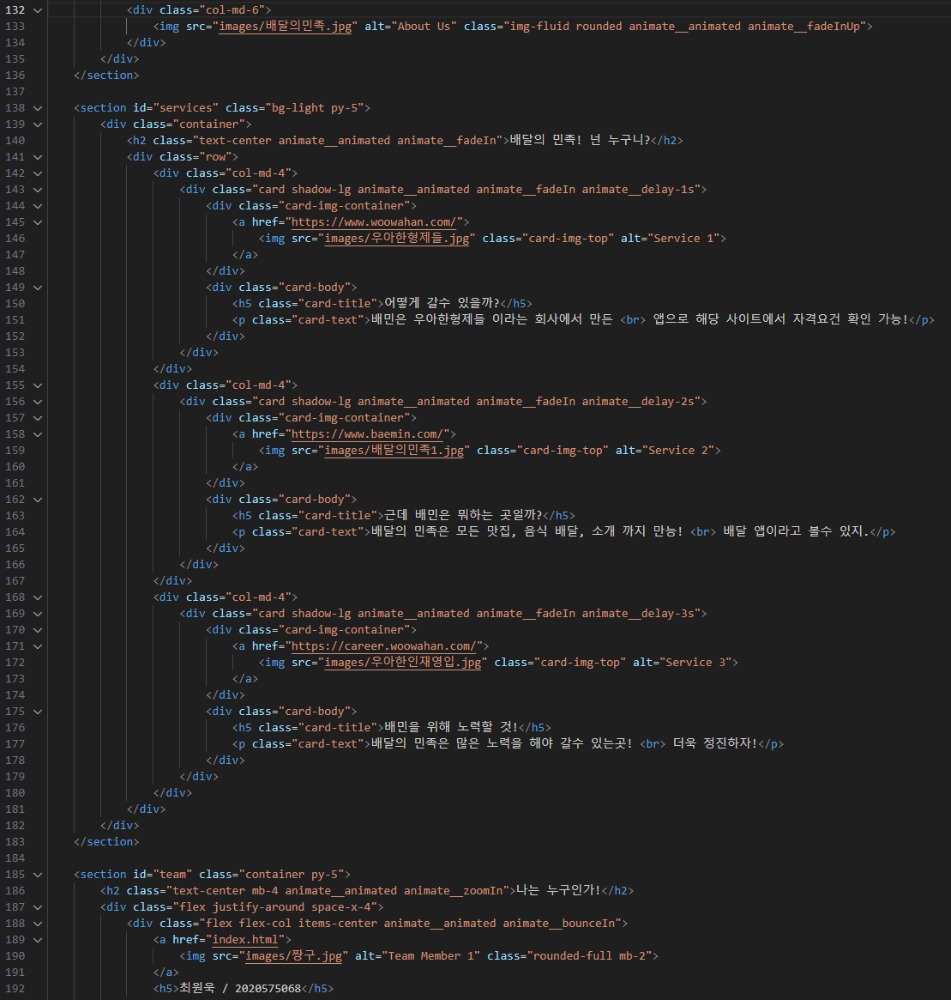 132 <div class="col-md-6">
133 <img src="images/배달의민족.jpg" alt="About Us" class="img-fluid rounded animate__animated animate__fadeInUp">
134 </div>
135 </div>
136 </section>
137
138 <section id="services" class="bg-light py-5">
139 <div class="container">
140 <h2 class="text-center animate__animated animate__fadeIn">배달의 민족! 넌 누구니?</h2>
141 <div class="row">
142 <div class="col-md-4">
143 <div class="card shadow-lg animate__animated animate__fadeIn animate__delay-1s">
144 <div class="card-img-container">
145 <a href="https://www.woowahan.com/">
146 <img src="images/우아한형제들.jpg" class="card-img-top" alt="Service 1">
147 </a>
148 </div>
149 <div class="card-body">
150 <h5 class="card-title">어떻게 갈수 있을까?</h5>
151 <p class="card-text">배민은 우아한형제들 이라는 회사에서 만든 <br> 앱으로 해당 사이트에서 자격요건 확인 가능!</p>
152 </div>
153 </div>
154 </div>
155 <div class="col-md-4">
156 <div class="card shadow-lg animate__animated animate__fadeIn animate__delay-2s">
157 <div class="card-img-container">
158 <a href="https://www.baemin.com/">
159 <img src="images/배달의민족1.jpg" class="card-img-top" alt="Service 2">
160 </a>
161 </div>
162 <div class="card-body">
163 <h5 class="card-title">근데 배민은 뭐하는 곳일까?</h5>
164 <p class="card-text">배달의 민족은 모든 맛집, 음식 배달, 소개 까지 만능! <br> 배달 앱이라고 볼수 있지.</p>
165 </div>
166 </div>
167 </div>
168 <div class="col-md-4">
169 <div class="card shadow-lg animate__animated animate__fadeIn animate__delay-3s">
170 <div class="card-img-container">
171 <a href="https://career.woowahan.com/">
172 <img src="images/우아한인재영입.jpg" class="card-img-top" alt="Service 3">
173 </a>
174 </div>
175 <div class="card-body">
176 <h5 class="card-title">배민을 위해 노력할 것!</h5>
177 <p class="card-text">배달의 민족은 많은 노력을 해야 갈수 있는곳! <br> 더욱 정진하자!</p>
178 </div>
179 </div>
180 </div>
181 </div>
182 </div>
183 </section>
184
185 <section id="team" class="container py-5">
186 <h2 class="text-center mb-4 animate__animated animate__zoomIn">나는 누구인가!</h2>
187 <div class="flex justify-around space-x-4">
188 <div class="flex flex-col items-center animate__animated animate__bounceIn">
189 <a href="index.html">
190 <img src="images/짱구.jpg" alt="Team Member 1" class="rounded-full mb-2">
191 </a>
192 <h5>최원욱 / 2020575068</h5>